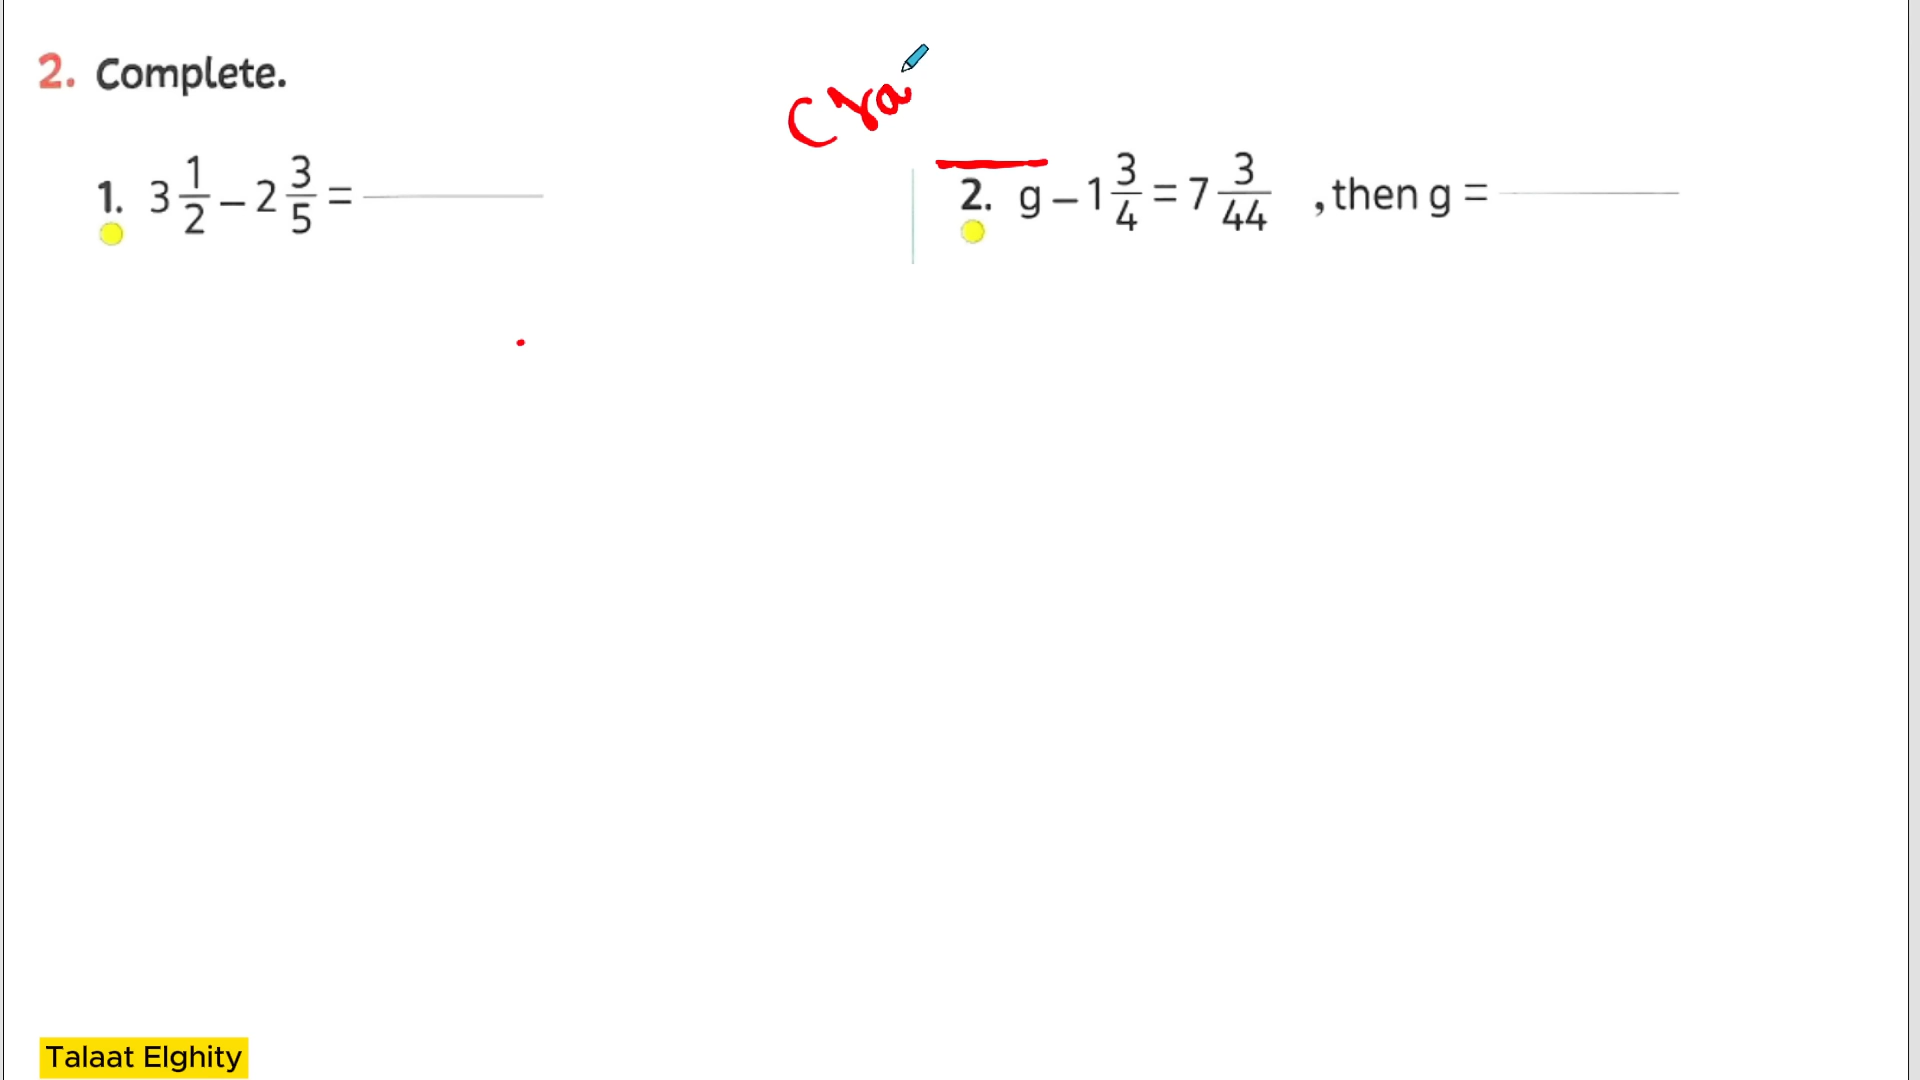 2. Complete.
Cra
1. 3 1/2 – 2 3/5 =
2. g – 1 3/4 = 7 3/44 , then g =
Talaat Elghity